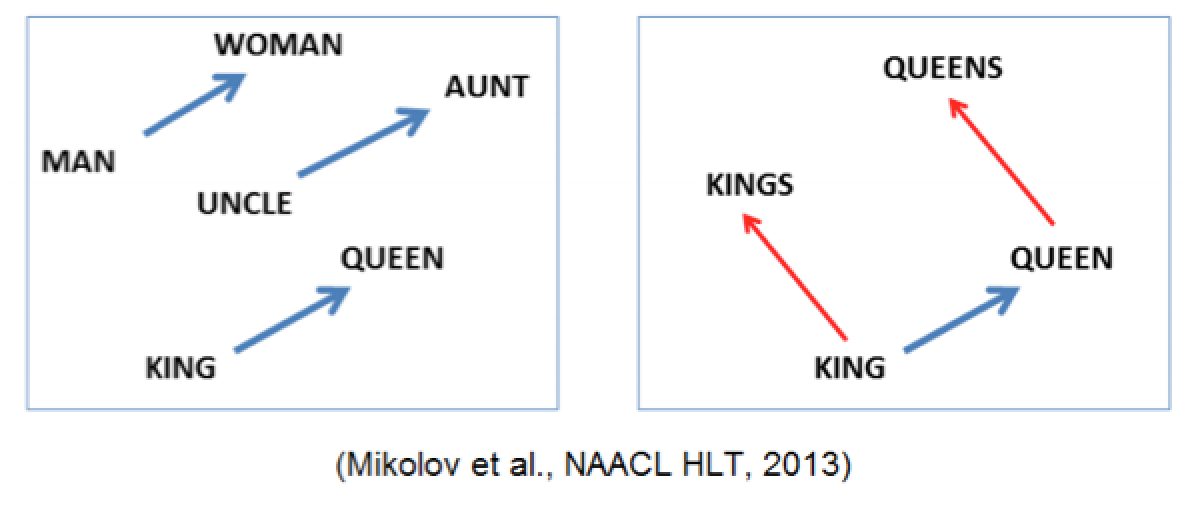 WOMAN
AUNT
MAN
UNCLE
QUEEN
KING
QUEENS
KINGS
QUEEN
KING
(Mikolov et al., NAACL HLT, 2013)